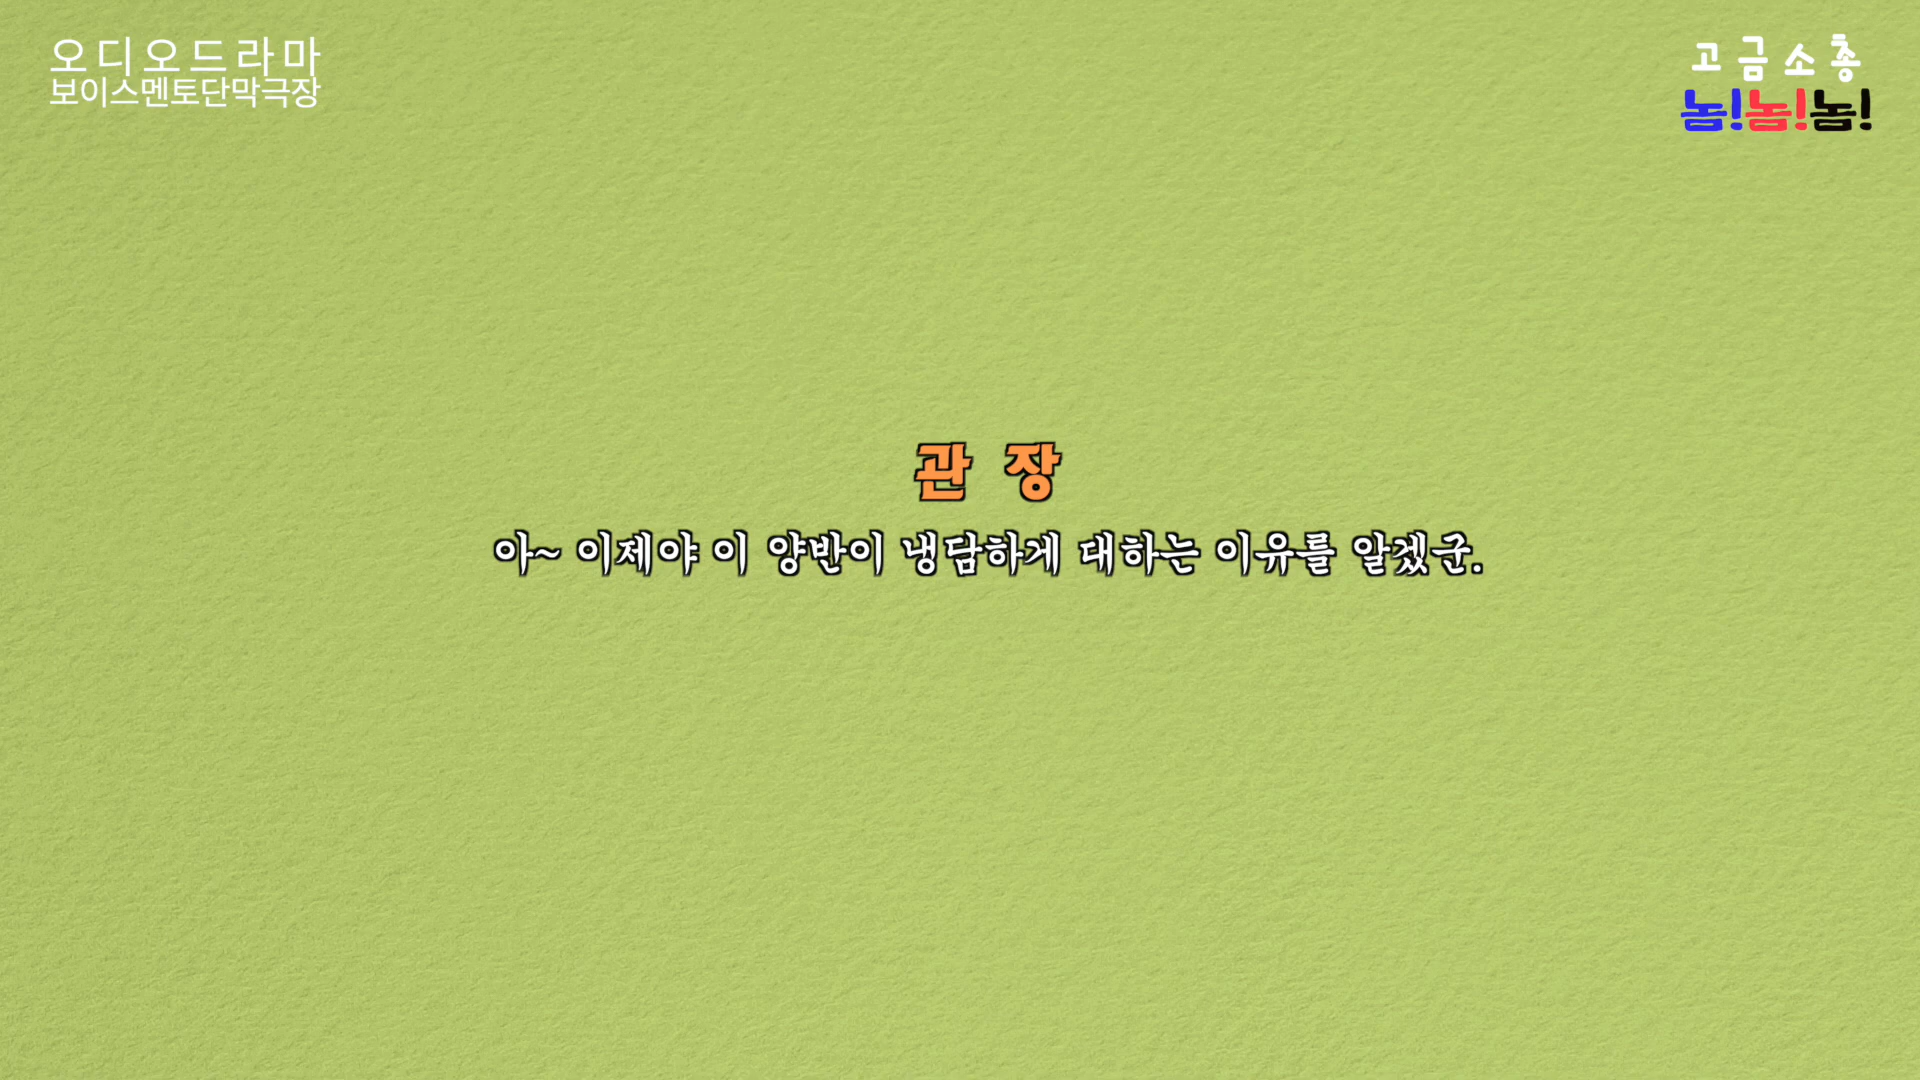 오디오드라마
보이스멘토단막극장
고금소총
놈!놈!놈!
관 장
아~ 이제야 이 양반이 냉담하게 대하는 이유를 알겠군.